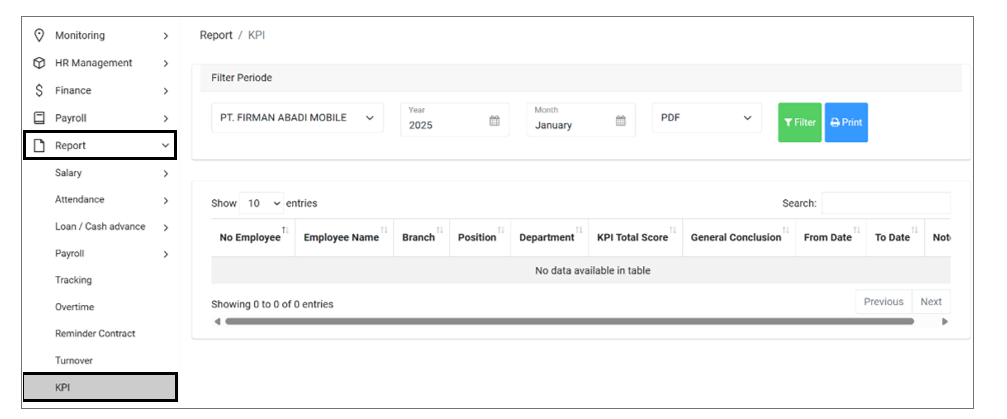 Monitoring
HR Management
Finance
Payroll
Report
Salary
Attendance
Loan / Cash advance
Payroll
Tracking
Overtime
Reminder Contract
Turnover
KPI
Report / KPI
Filter Periode
PT. FIRMAN ABADI MOBILE
Year
2025
Month
January
PDF
Filter
Print
Show 10 entries
Search:
No Employee Employee Name Branch Position Department KPI Total Score General Conclusion From Date To Date Not
No data available in table
Showing 0 to 0 of 0 entries
Previous Next